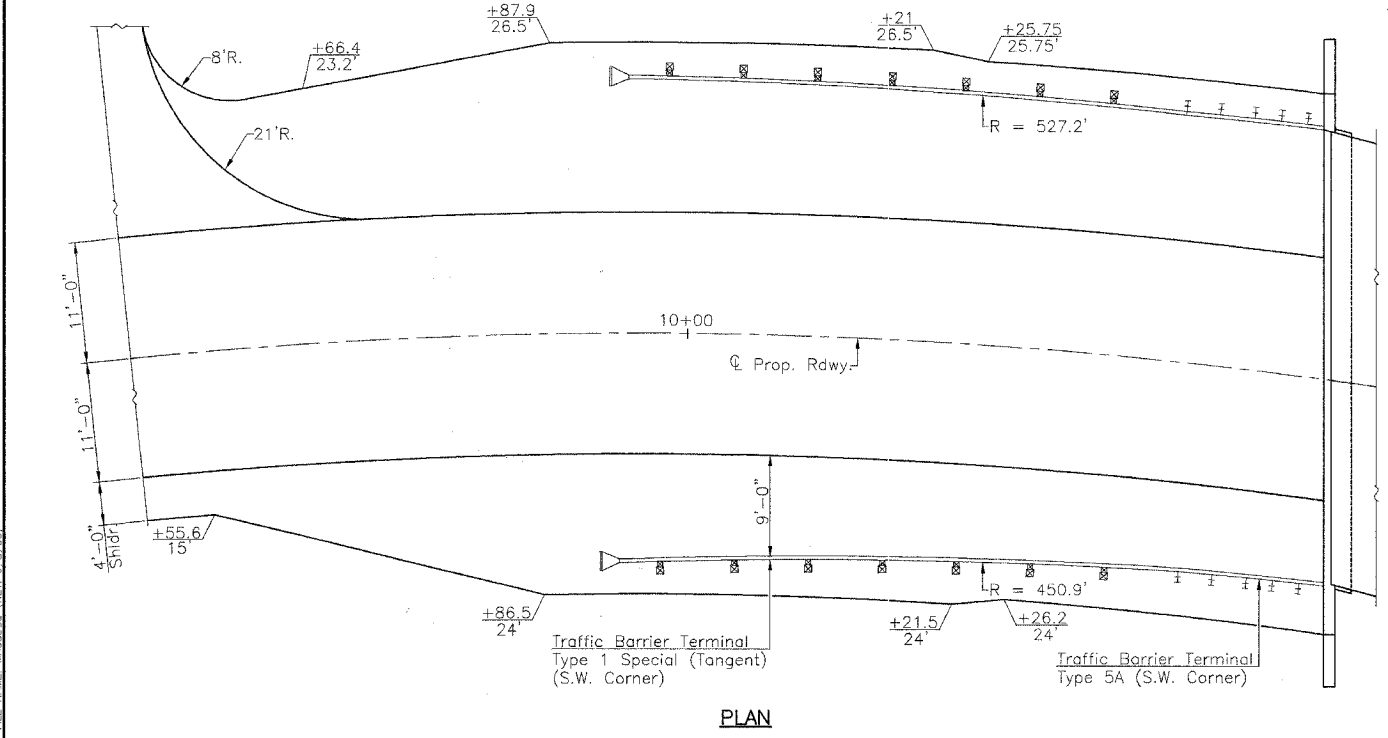 +87.9
26.5'
+21
26.5'
+25.75
25.75'
+66.4
23.2'
8'R.
21'R.
R = 527.2'
11'-0"
10+00
℄ Prop. Rdwy.
11'-0"
9'-0"
4'-0"
Shldr.
+55.6
15'
R = 450.9'
+86.5
24'
+21.5
24'
+26.2
24'
Traffic Barrier Terminal
Type 1 Special (Tangent)
(S.W. Corner)
Traffic Barrier Terminal
Type 5A (S.W. Corner)
PLAN